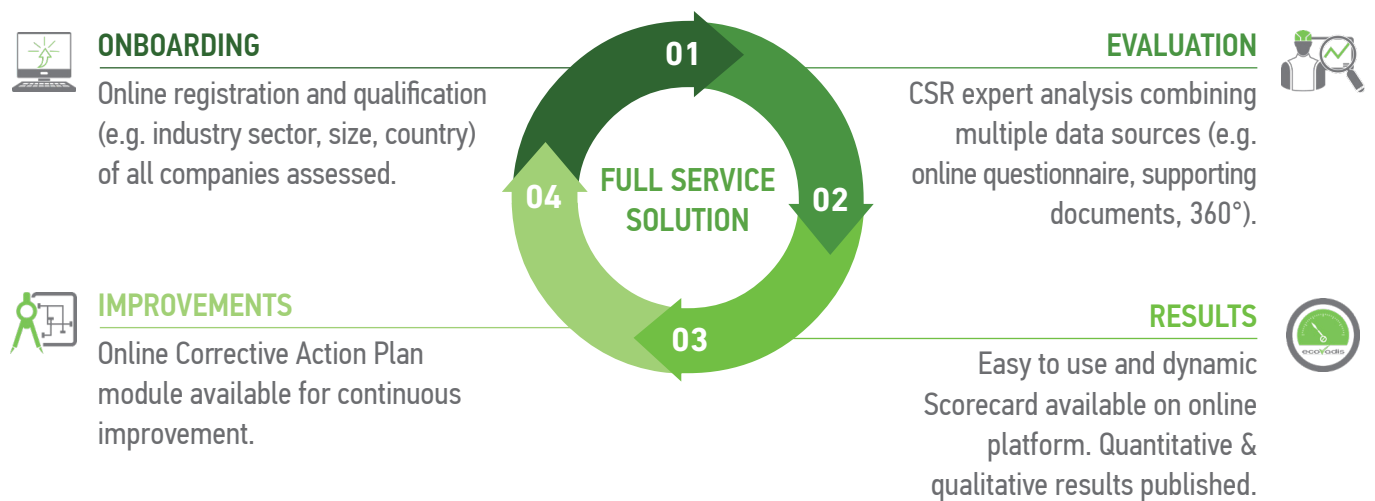 ONBOARDING
Online registration and qualification
(e.g. industry sector, size, country)
of all companies assessed.
01
EVALUATION
CSR expert analysis combining
multiple data sources (e.g.
online questionnaire, supporting
documents, 360°).
FULL SERVICE
SOLUTION
04
02
IMPROVEMENTS
Online Corrective Action Plan
module available for continuous
improvement.
03
RESULTS
Easy to use and dynamic
Scorecard available on online
platform. Quantitative &
qualitative results published.
ecovadis